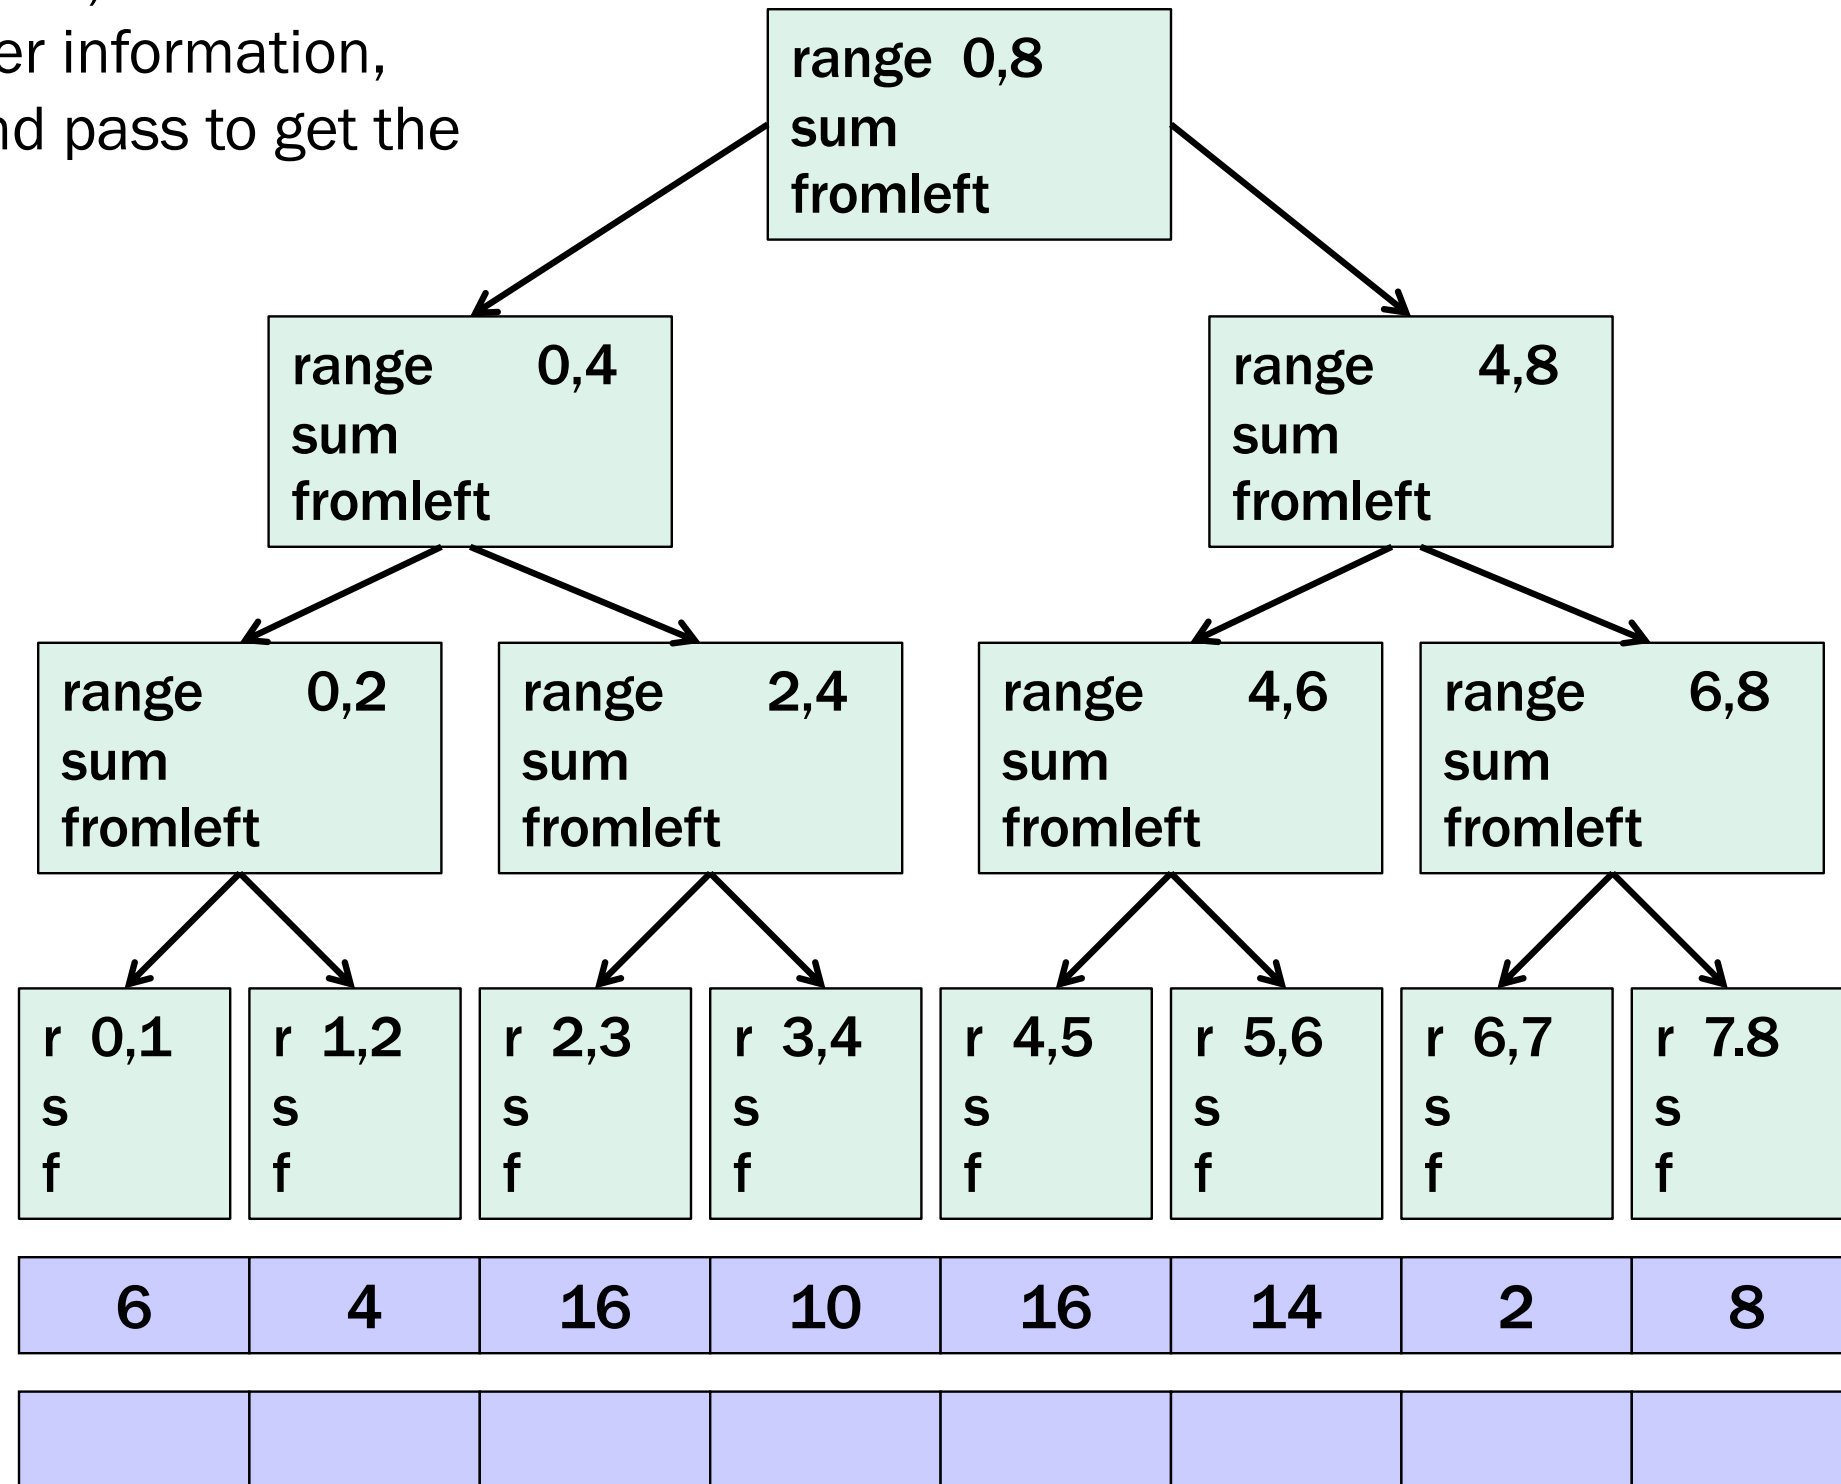 er information,
nd pass to get the
range 0,8
sum
fromleft
range 0,4
sum
fromleft
range 4,8
sum
fromleft
range 0,2
sum
fromleft
range 2,4
sum
fromleft
range 4,6
sum
fromleft
range 6,8
sum
fromleft
r 0,1
s
f
r 1,2
s
f
r 2,3
s
f
r 3,4
s
f
r 4,5
s
f
r 5,6
s
f
r 6,7
s
f
r 7.8
s
f
6 4 16 10 16 14 2 8